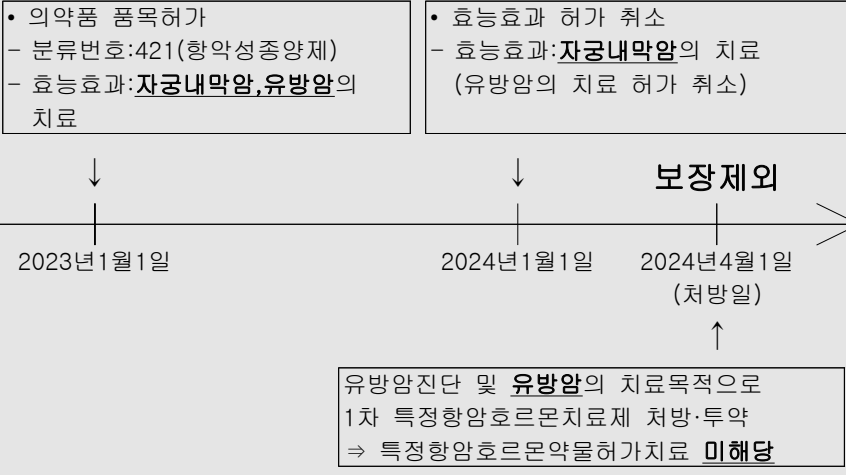 • 의약품 품목허가
- 분류번호:421(항악성종양제)
- 효능효과:자궁내막암,유방암의
치료
• 효능효과 허가 취소
- 효능효과:자궁내막암의 치료
(유방암의 치료 허가 취소)
↓
↓
보장제외
2023년1월1일
2024년1월1일
2024년4월1일
(처방일)
↑
유방암진단 및 유방암의 치료목적으로
1차 특정항암호르몬치료제 처방·투약
⇒ 특정항암호르몬약물허가치료 미해당